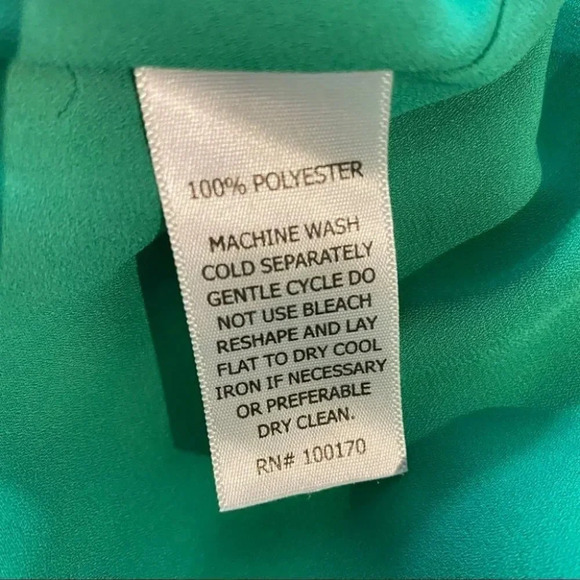 100% POLYESTER
MACHINE WASH
COLD SEPARATELY
GENTLE CYCLE DO
NOT USE BLEACH
RESHAPE AND LAY
FLAT TO DRY COOL
IRON IF NECESSARY
OR PREFERABLE
DRY CLEAN.
RN# 100170